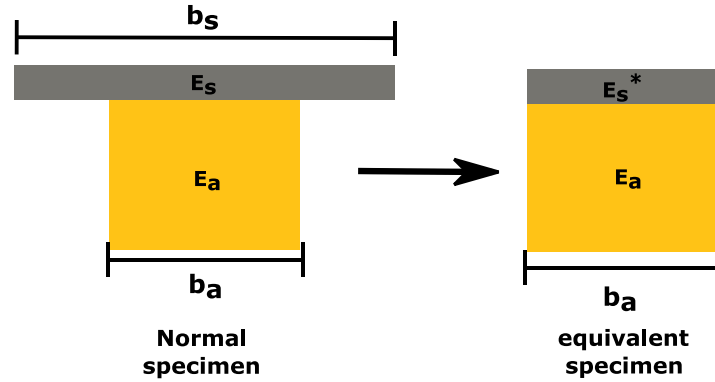 bs
Es
Es*
Ea
Ea
ba
ba
Normal
specimen
equivalent
specimen